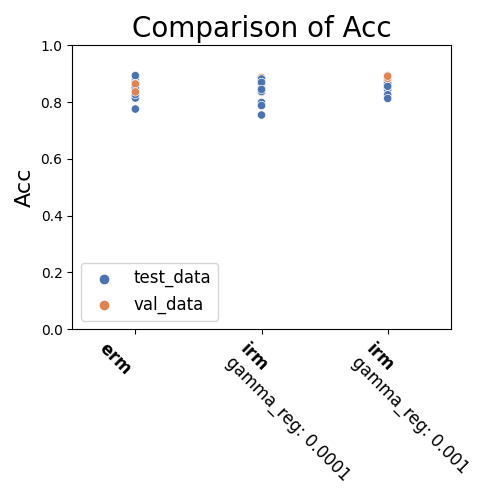 Comparison of Acc
Acc
1.0
0.8
0.6
0.4
0.2
0.0
test_data
val_data
erm
irm
gamma_reg: 0.0001
irm
gamma_reg: 0.001